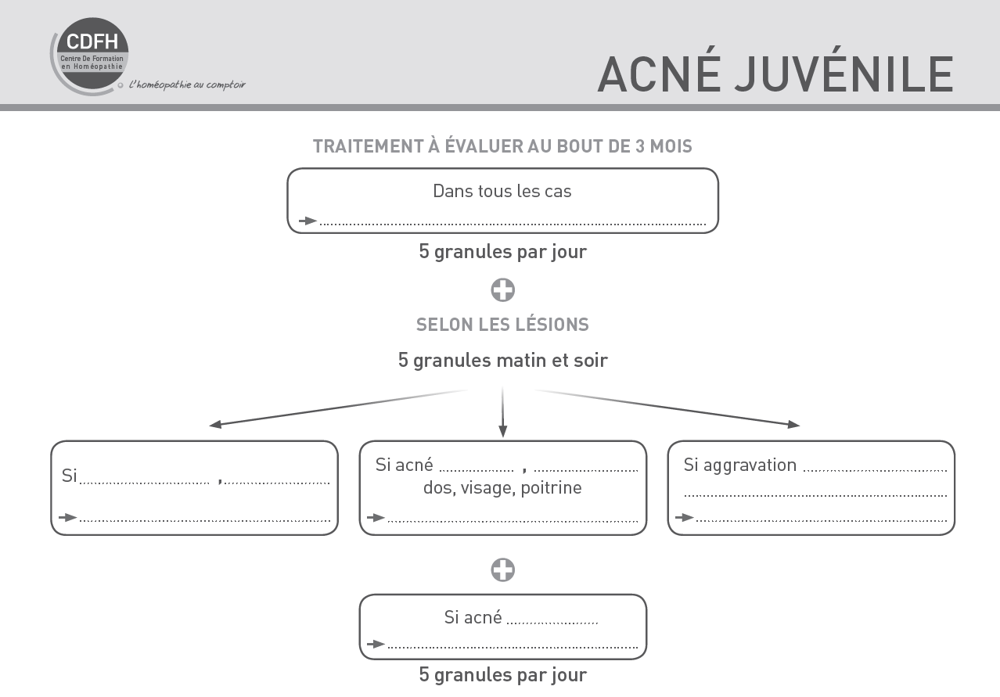 CDFH
Centre De Formation
en Homéopathie
L'homéopathie au comptoir
ACNÉ JUVÉNILE
TRAITEMENT À ÉVALUER AU BOUT DE 3 MOIS
Dans tous les cas
5 granules par jour
SELON LES LÉSIONS
5 granules matin et soir
Si ,
Si acné ,
dos, visage, poitrine
Si aggravation
Si acné
5 granules par jour